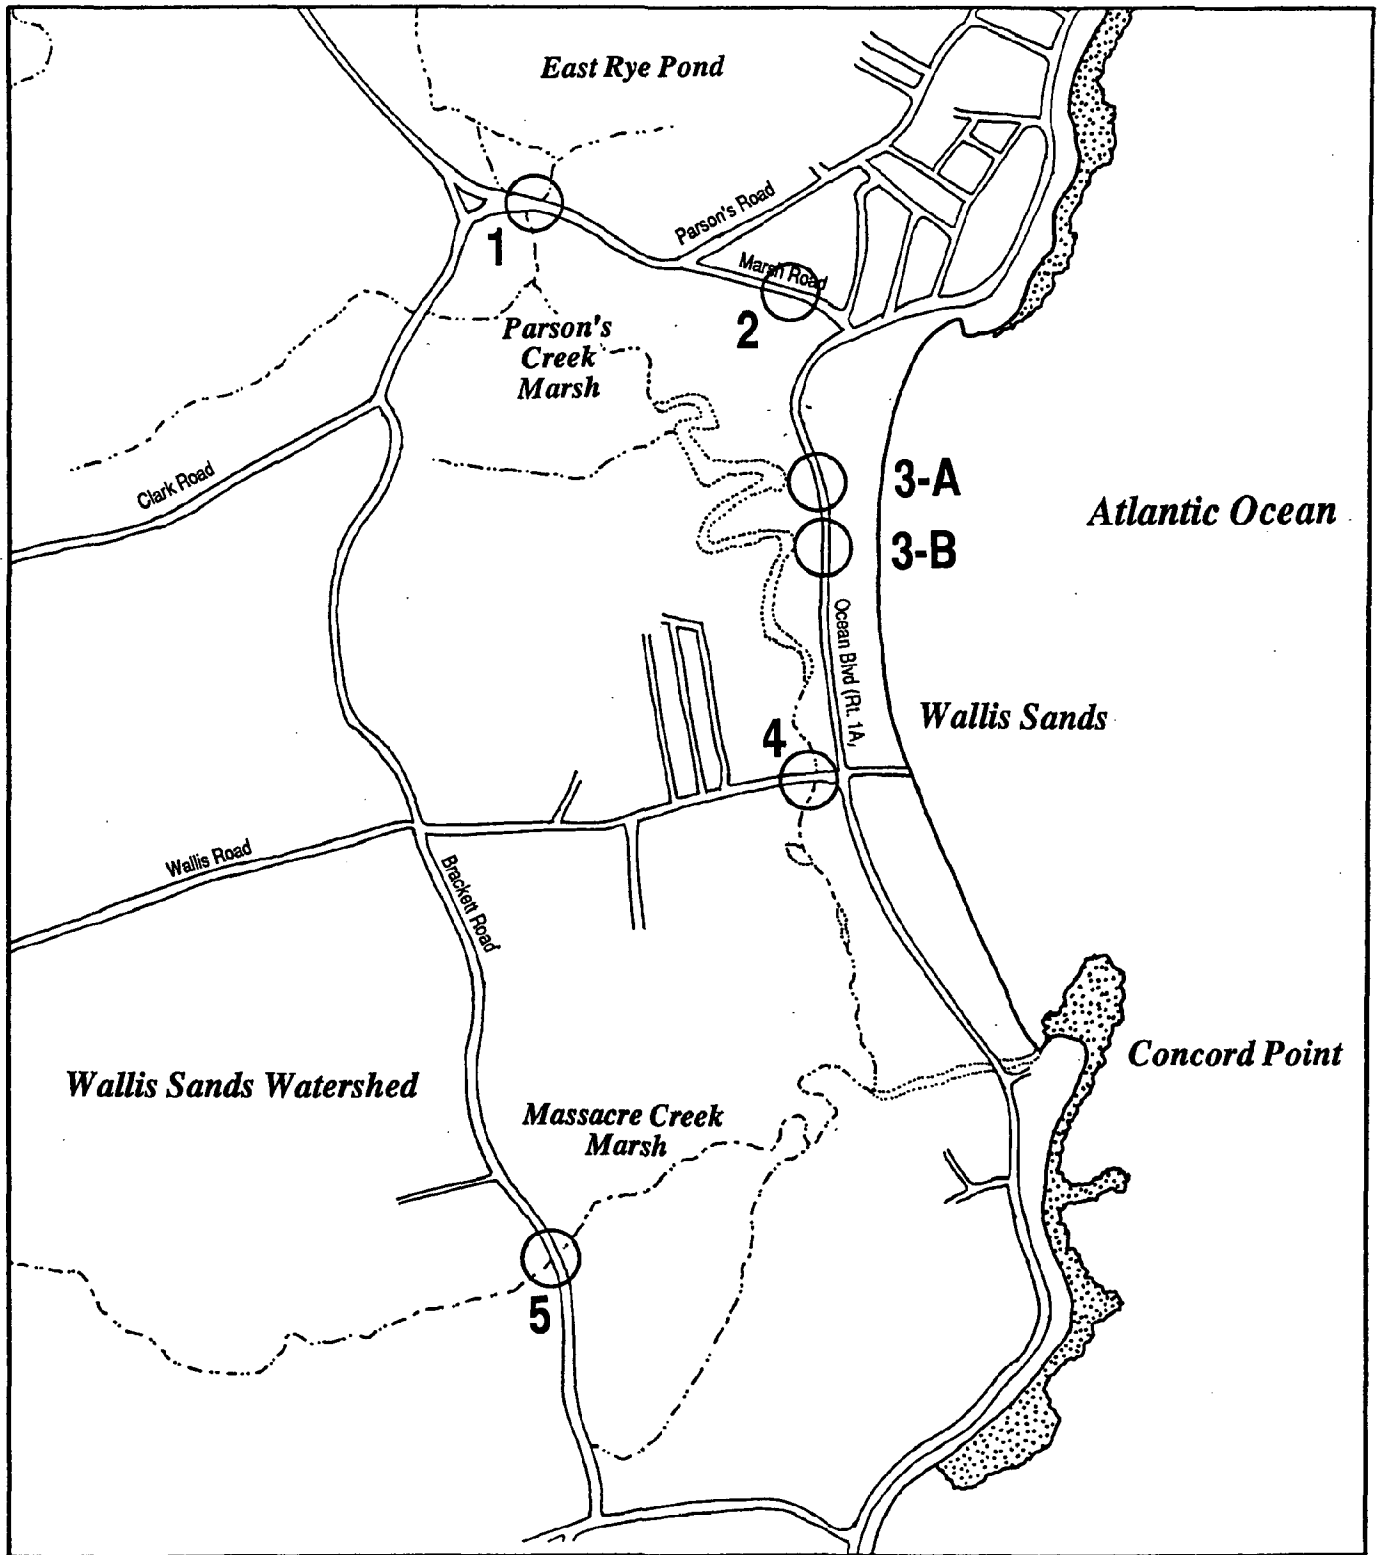 East Rye Pond
Parson's Road
1
Marsh Road
2
Parson's
Creek
Marsh
Clark Road
3-A
Atlantic Ocean
3-B
Ocean Blvd (Rt. 1A,
Wallis Sands
4
Wallis Road
Brackett Road
Concord Point
Wallis Sands Watershed
Massacre Creek
Marsh
5